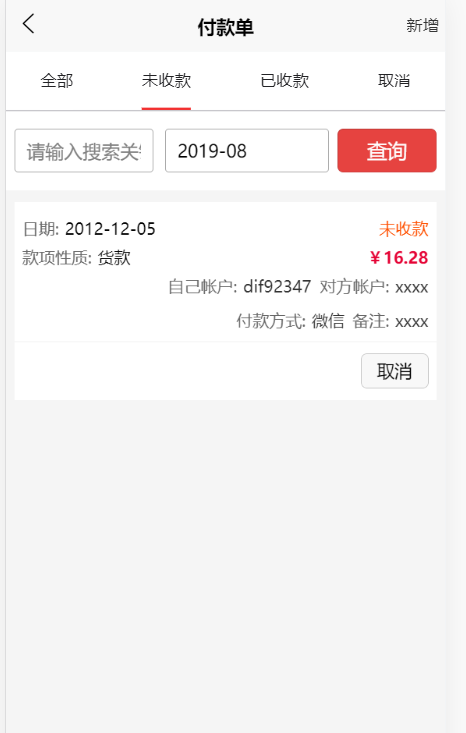 付款单 新增
全部 未收款 已收款 取消
请输入搜索关 2019-08 查询
日期: 2012-12-05 未收款
款项性质: 货款 ￥16.28
自己帐户: dif92347 对方帐户: xxxx
付款方式: 微信 备注: xxxx
取消